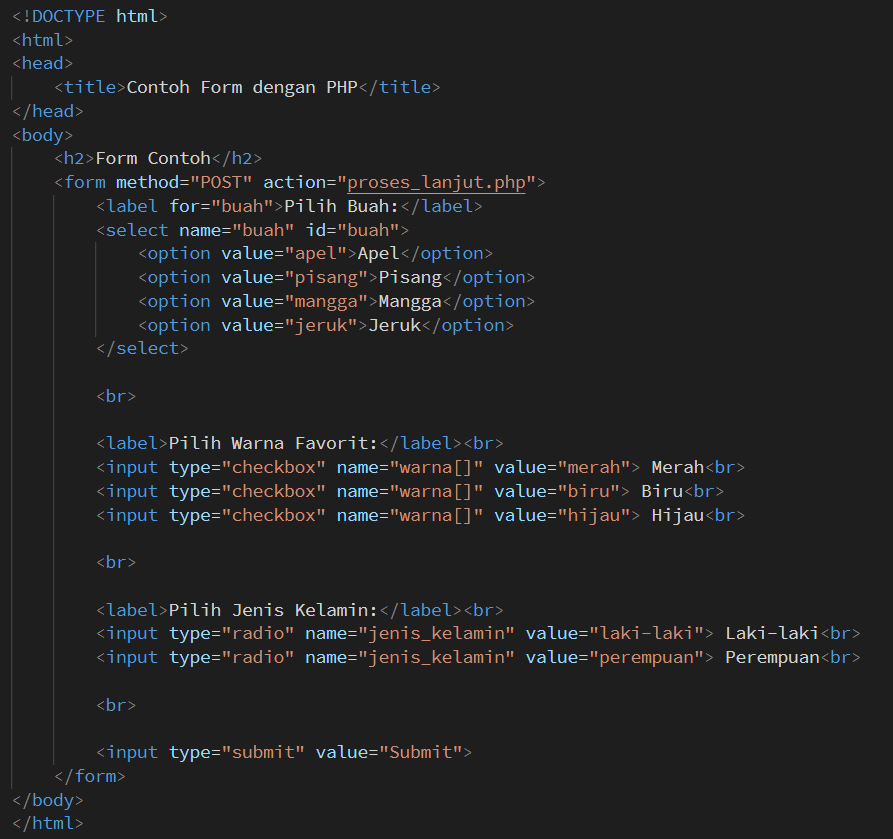 <!DOCTYPE html>
<html>
<head>
    <title>Contoh Form dengan PHP</title>
</head>
<body>
    <h2>Form Contoh</h2>
    <form method="POST" action="proses_lanjut.php">
        <label for="buah">Pilih Buah:</label>
        <select name="buah" id="buah">
            <option value="apel">Apel</option>
            <option value="pisang">Pisang</option>
            <option value="mangga">Mangga</option>
            <option value="jeruk">Jeruk</option>
        </select>

        <br>

        <label>Pilih Warna Favorit:</label><br>
        <input type="checkbox" name="warna[]" value="merah"> Merah<br>
        <input type="checkbox" name="warna[]" value="biru"> Biru<br>
        <input type="checkbox" name="warna[]" value="hijau"> Hijau<br>

        <br>

        <label>Pilih Jenis Kelamin:</label><br>
        <input type="radio" name="jenis_kelamin" value="laki-laki"> Laki-laki<br>
        <input type="radio" name="jenis_kelamin" value="perempuan"> Perempuan<br>

        <br>

        <input type="submit" value="Submit">
    </form>
</body>
</html>